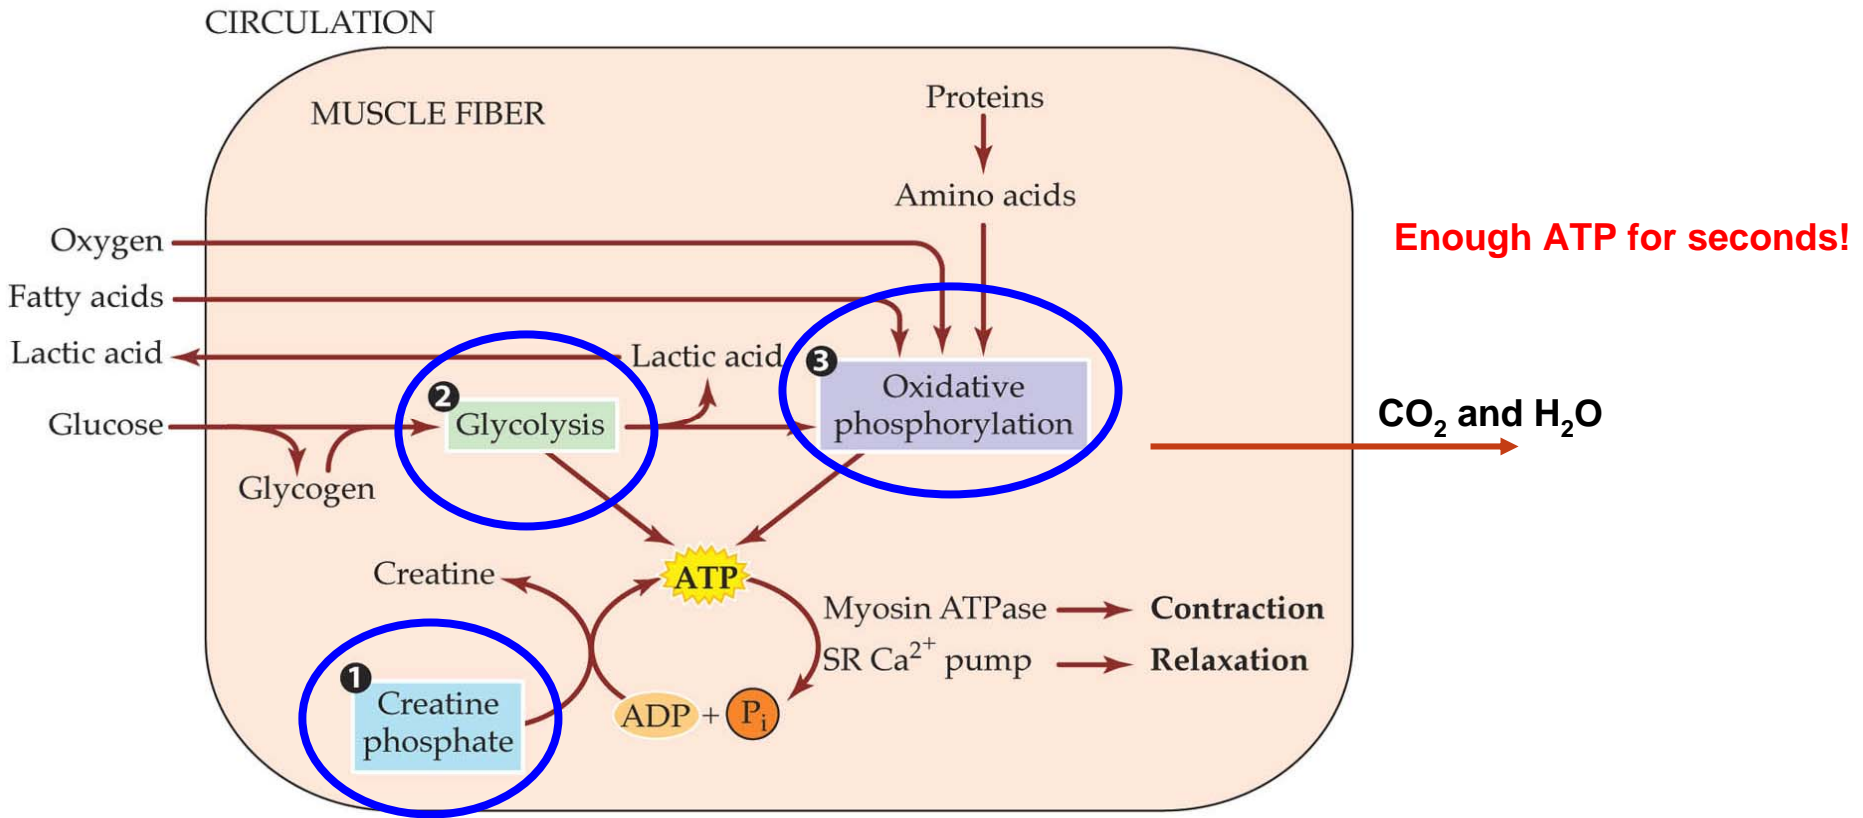 CIRCULATION
MUSCLE FIBER
Proteins
Amino acids
Oxygen
Enough ATP for seconds!
Fatty acids
Lactic acid
Lactic acid
3
Oxidative
phosphorylation
2
Glucose
Glycolysis
CO₂ and H₂O
Glycogen
Creatine
ATP
Myosin ATPase
Contraction
SR Ca²⁺ pump
Relaxation
1
Creatine
phosphate
ADP + Pᵢ